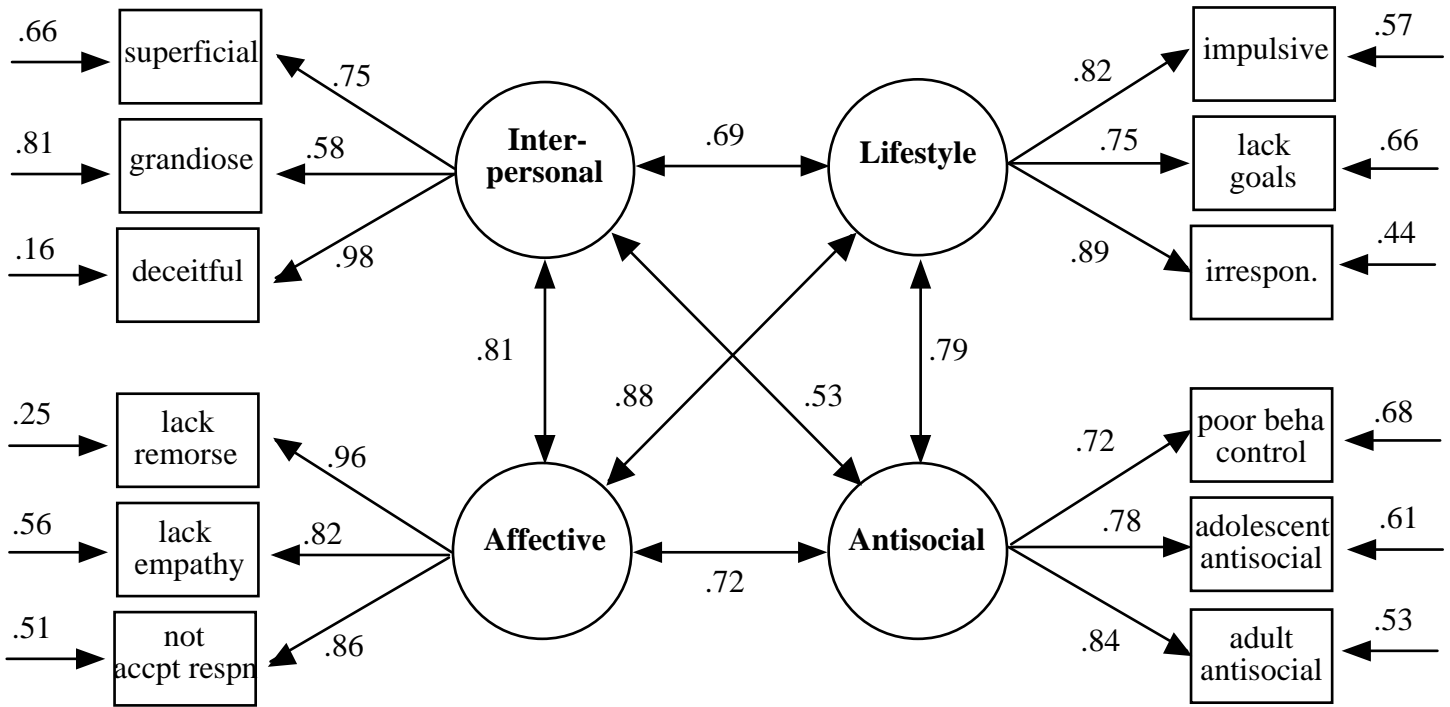 .66
superficial
.75
.81
grandiose
.58
.16
deceitful
.98
Inter-
personal
.69
Lifestyle
.82
impulsive
.57
.75
lack
goals
.66
.89
irrespon.
.44
.81
.88
.53
.79
.25
lack
remorse
.96
.56
lack
empathy
.82
.51
not
accpt respn
.86
Affective
.72
Antisocial
.72
poor beha
control
.68
.78
adolescent
antisocial
.61
.84
adult
antisocial
.53